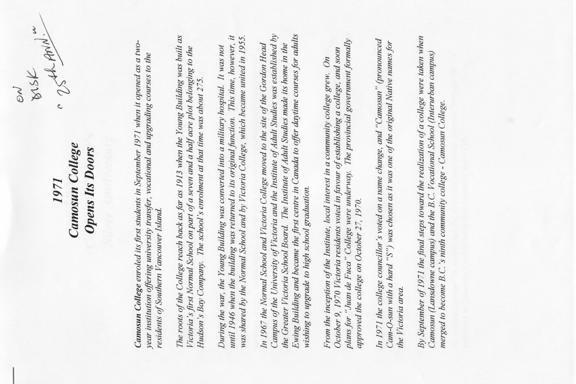 ON
DISK
"25th ANN."
1971
Camosun College
Opens Its Doors
Camosun College enroled its first students in September 1971 when it opened as a two-
year institution offering university transfer, vocational and upgrading courses to the
residents of Southern Vancouver Island.
The roots of the College reach back as far as 1913 when the Young Building was built as
Victoria's first Normal School on part of a seven and a half acre plot belonging to the
Hudson's Bay Company. The school's enrolment at that time was about 275.
During the war, the Young Building was converted into a military hospital. It was not
until 1946 when the building was returned to its original function. This time, however, it
was shared by the Normal School and by Victoria College, which became united in 1955.
In 1967 the Normal School and Victoria College moved to the site of the Gordon Head
Campus of the University of Victoria and the Institute of Adult Studies was established by
the Greater Victoria School Board. The Institute of Adult Studies made its home in the
Ewing Building and became the first centre in Canada to offer daytime courses for adults
wishing to upgrade to high school graduation.
From the inception of the Institute, local interest in a community college grew. On
October 9, 1970 Victoria residents voted in favour of establishing a college, and soon
plans for "Juan de Fuca" College were underway. The provincial government formally
approved the college on October 27, 1970.
In 1971 the college councillor's voted on a name change, and "Camosun" (pronounced
Cam-O-sun with a hard "S") was chosen as it was one of the original Native names for
the Victoria area.
By September of 1971 the final steps toward the realization of a college were taken when
Camosun (Lansdowne campus) and the B.C. Vocational School (Interurban campus)
merged to become B.C.'s ninth community college - Camosun College.